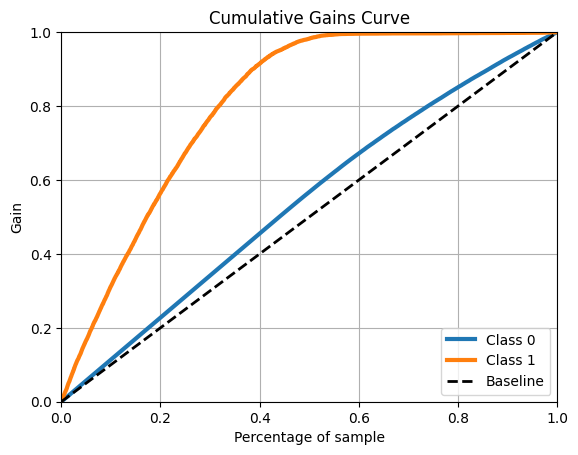 Cumulative Gains Curve
1.0
0.8
0.6
0.4
0.2
0.0
Gain
Class 0
Class 1
Baseline
0.0 0.2 0.4 0.6 0.8 1.0
Percentage of sample